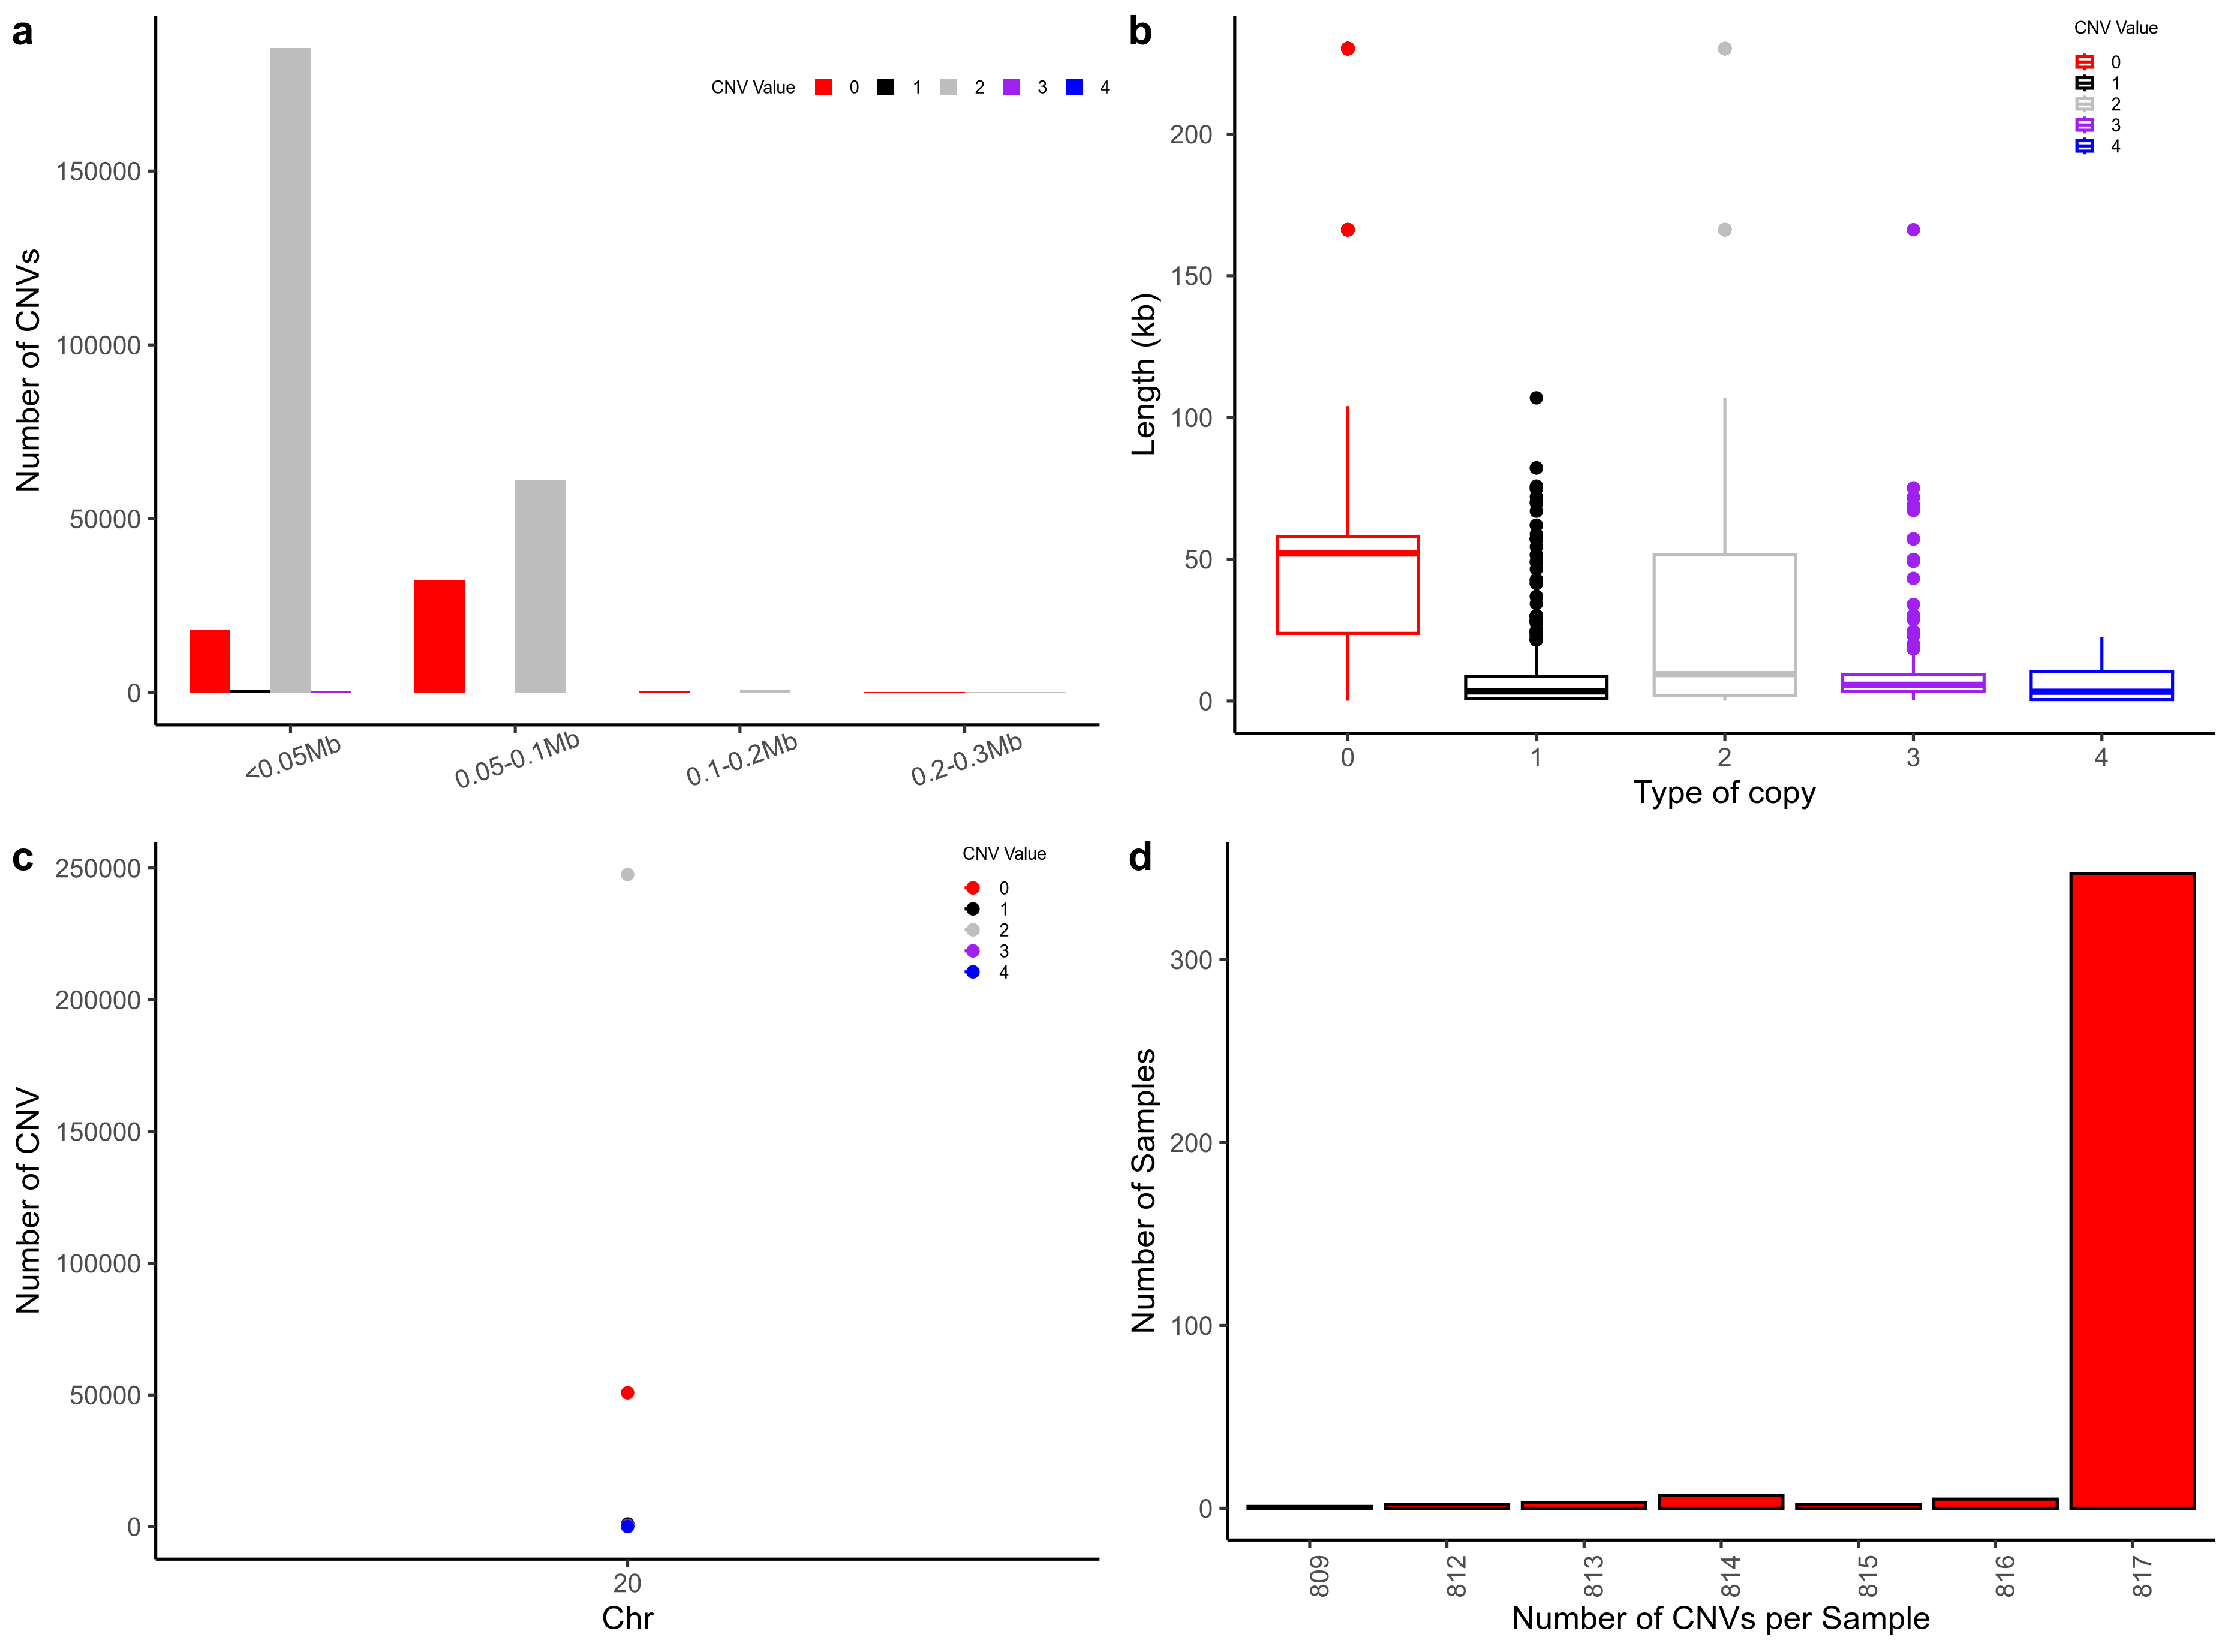 a
Number of CNVs
150000
100000
50000
0
CNV Value 0 1 2 3 4
<0.05Mb 0.05-0.1Mb 0.1-0.2Mb 0.2-0.3Mb
b
Length (kb)
200
150
100
50
0
CNV Value
0
1
2
3
4
0 1 2 3 4
Type of copy
c
Number of CNV
250000
200000
150000
100000
50000
0
CNV Value
0
1
2
3
4
20
Chr
d
Number of Samples
300
200
100
0
809 812 813 814 815 816 817
Number of CNVs per Sample